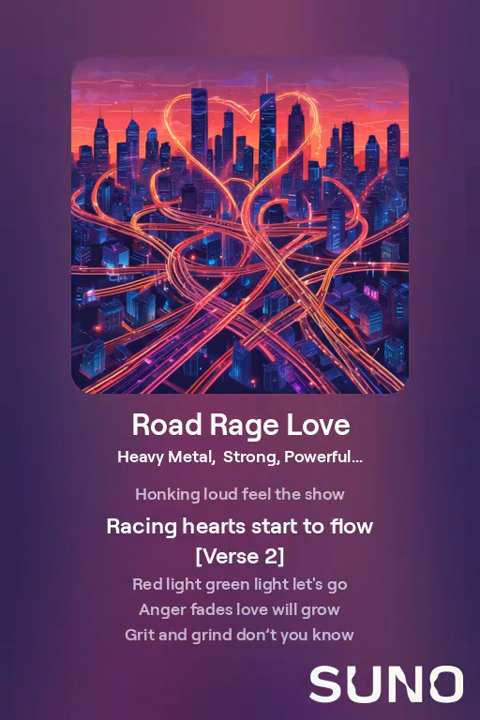 Road Rage Love
Heavy Metal, Strong, Powerful...
Honking loud feel the show
Racing hearts start to flow
[Verse 2]
Red light green light let's go
Anger fades love will grow
Grit and grind don't you know
SUNO